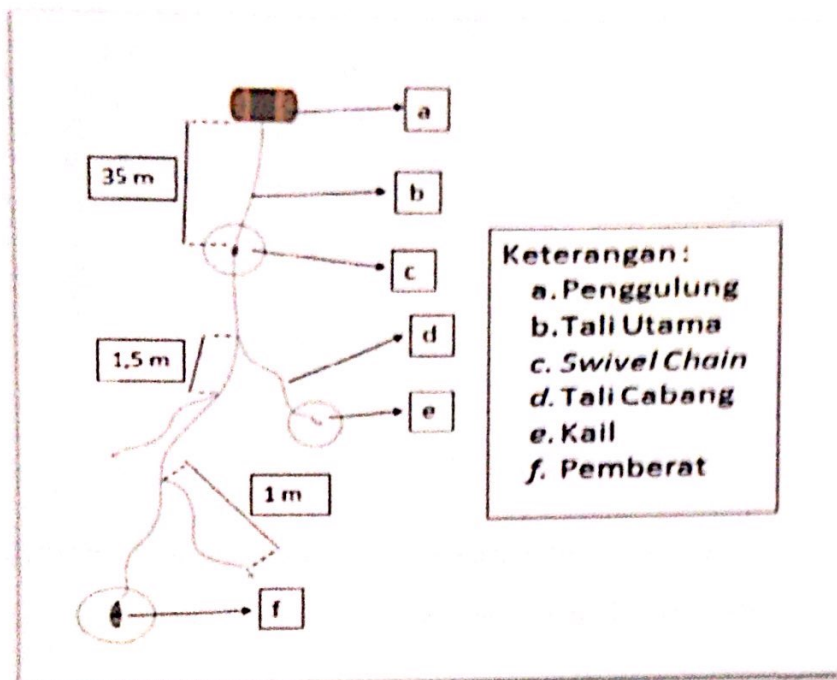 a
35 m
b
c
d
1,5 m
e
1 m
f
Keterangan:
a. Penggulung
b. Tali Utama
c. Swivel Chain
d. Tali Cabang
e. Kail
f. Pemberat